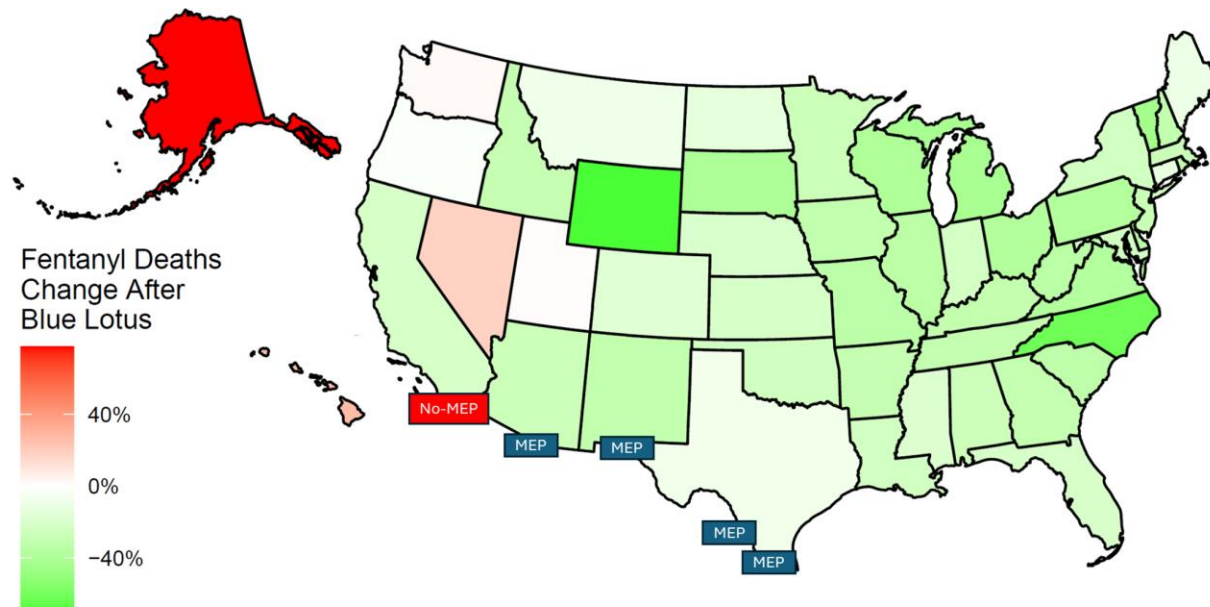 Fentanyl Deaths
Change After
Blue Lotus
40%
0%
−40%
No-MEP
MEP
MEP
MEP
MEP